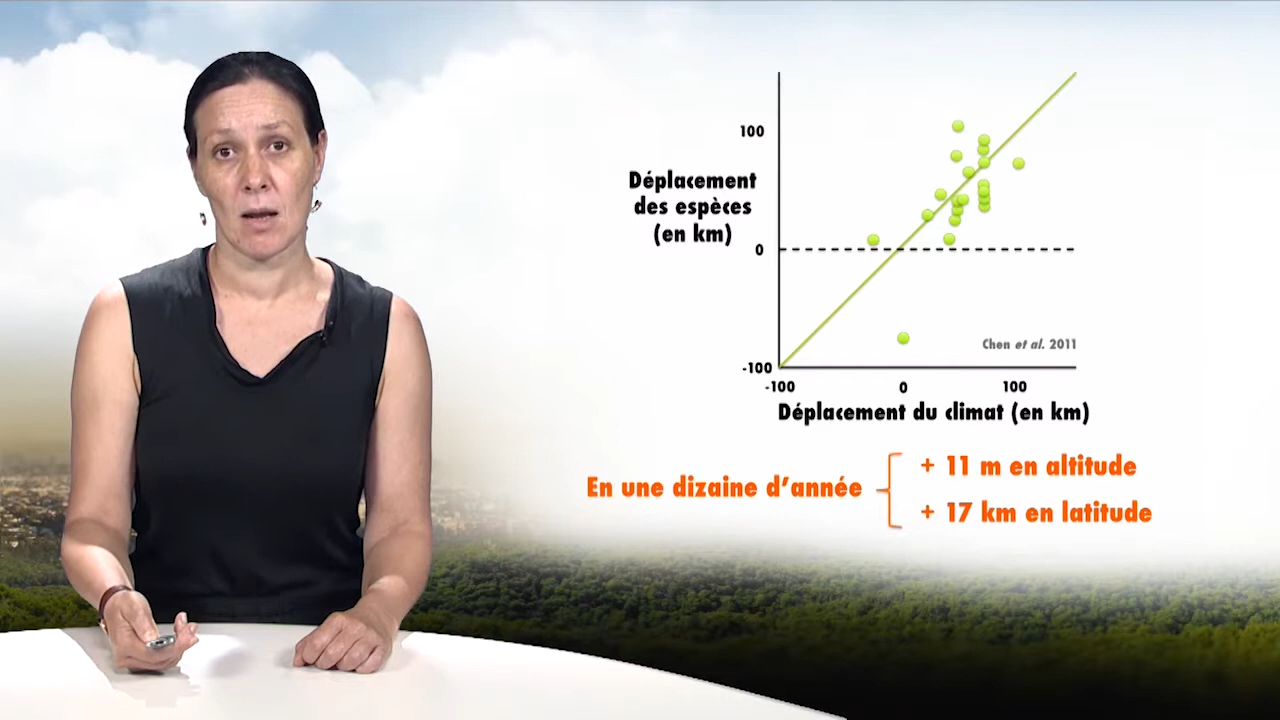 100
Déplacement
des espèces
(en km)
0
Chen et al. 2011
-100
-100 0 100
Déplacement du climat (en km)
En une dizaine d’année
+ 11 m en altitude
+ 17 km en latitude